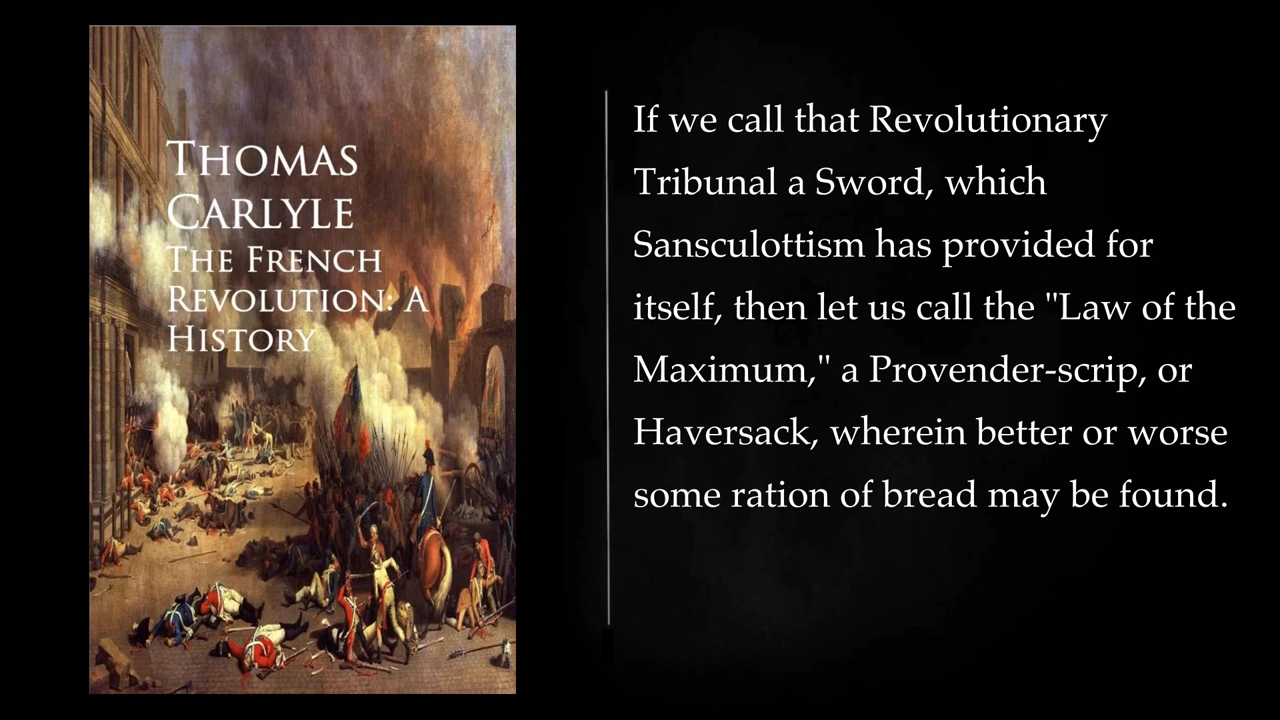 THOMAS
CARLYLE
THE FRENCH
REVOLUTION: A
HISTORY
If we call that Revolutionary
Tribunal a Sword, which
Sansculottism has provided for
itself, then let us call the "Law of the
Maximum," a Provender-scrip, or
Haversack, wherein better or worse
some ration of bread may be found.